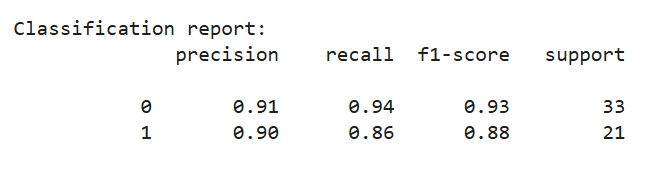 Classification report:
precision recall f1-score support
0 0.91 0.94 0.93 33
1 0.90 0.86 0.88 21